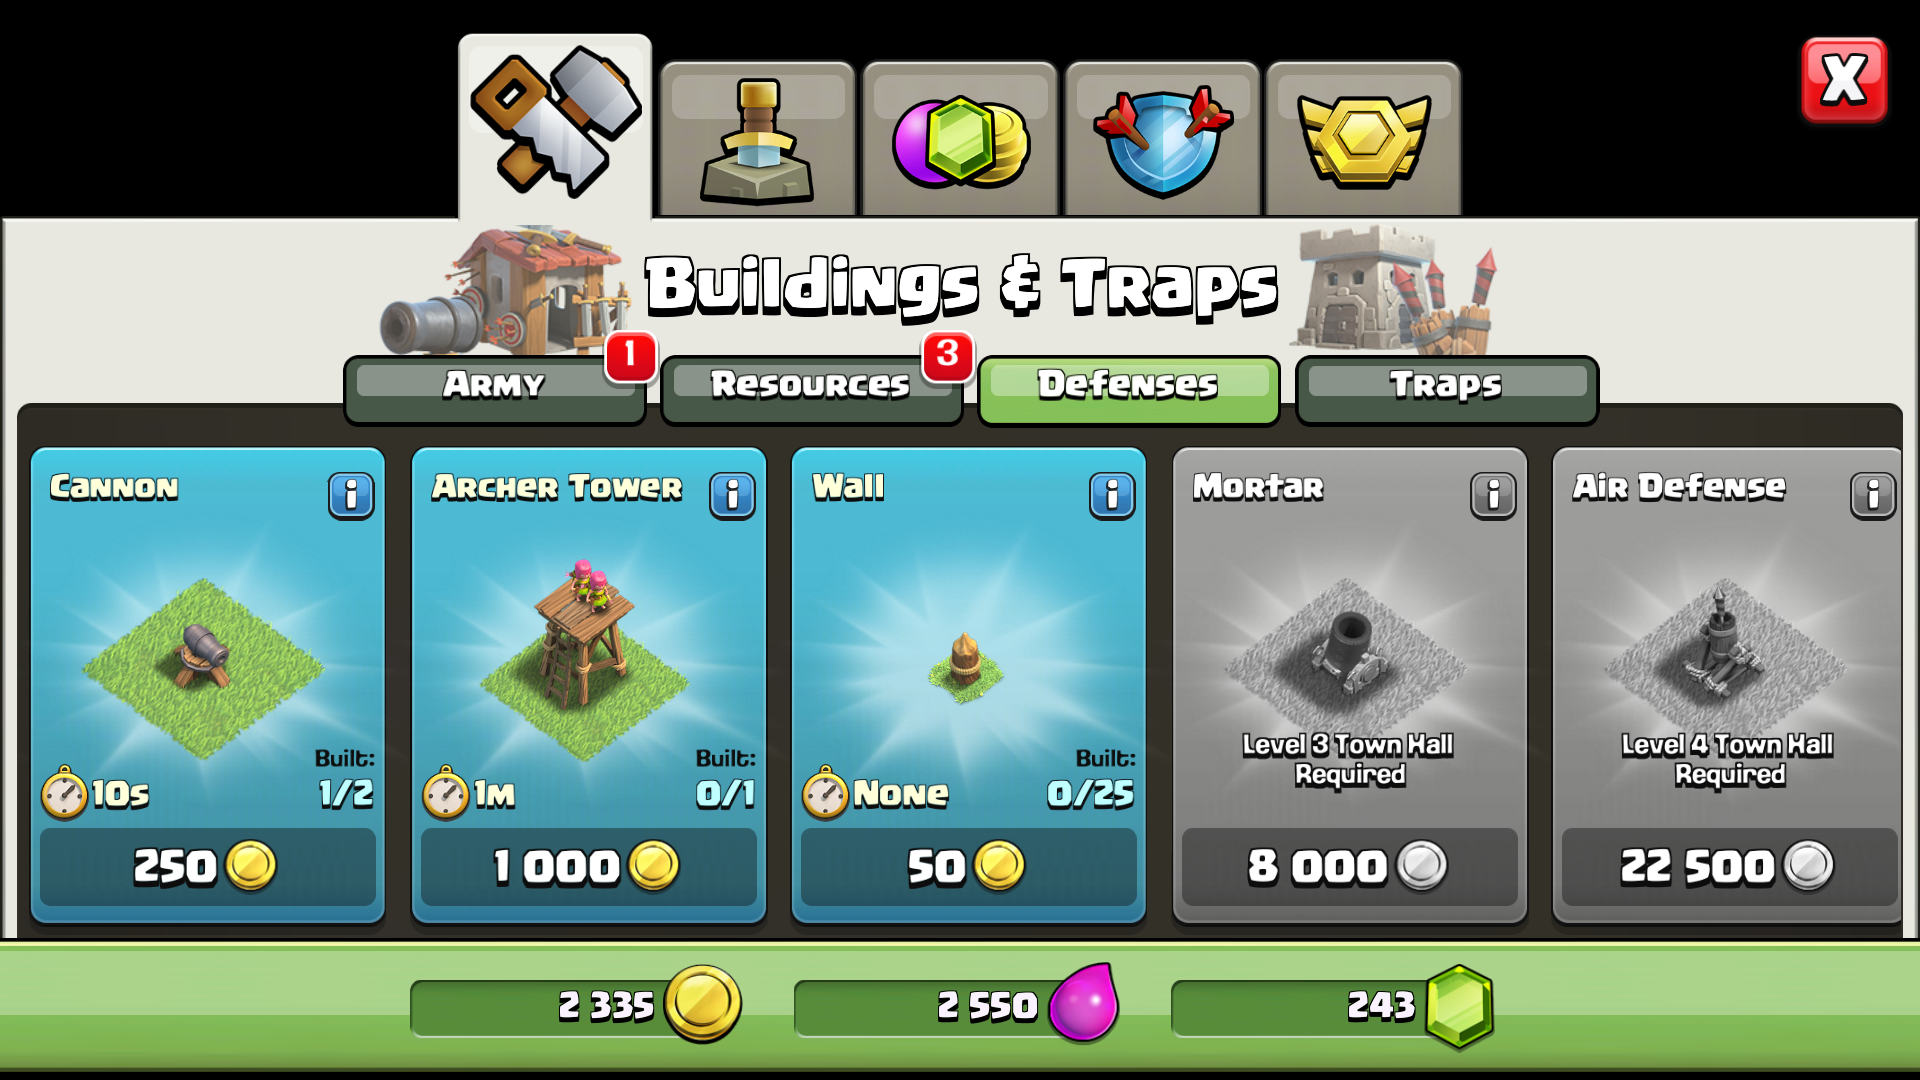 X
Buildings & Traps
Army
1
Resources
3
Defenses
Traps
Cannon
i
10s
Built:
1/2
250
Archer Tower
i
1m
Built:
0/1
1 000
Wall
i
None
Built:
0/25
50
Mortar
i
Level 3 Town Hall
Required
8 000
Air Defense
i
Level 4 Town Hall
Required
22 500
2 335
2 550
243